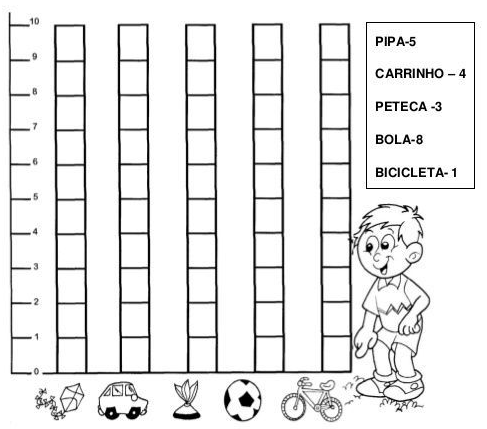 10
9
8
7
6
5
4
3
2
1
0
PIPA-5
CARRINHO – 4
PETECA -3
BOLA-8
BICICLETA- 1